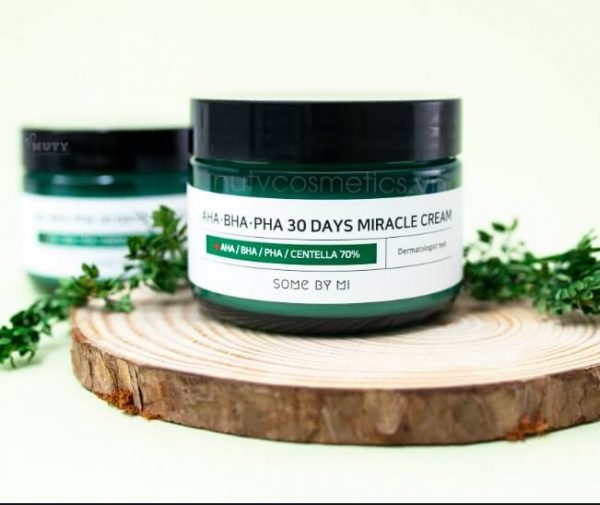 NUTY
nutycosmetics.vn
AHA·BHA·PHA 30 DAYS MIRACLE CREAM
AHA / BHA / PHA / CENTELLA 70%
Dermatologist test
SOME BY MI